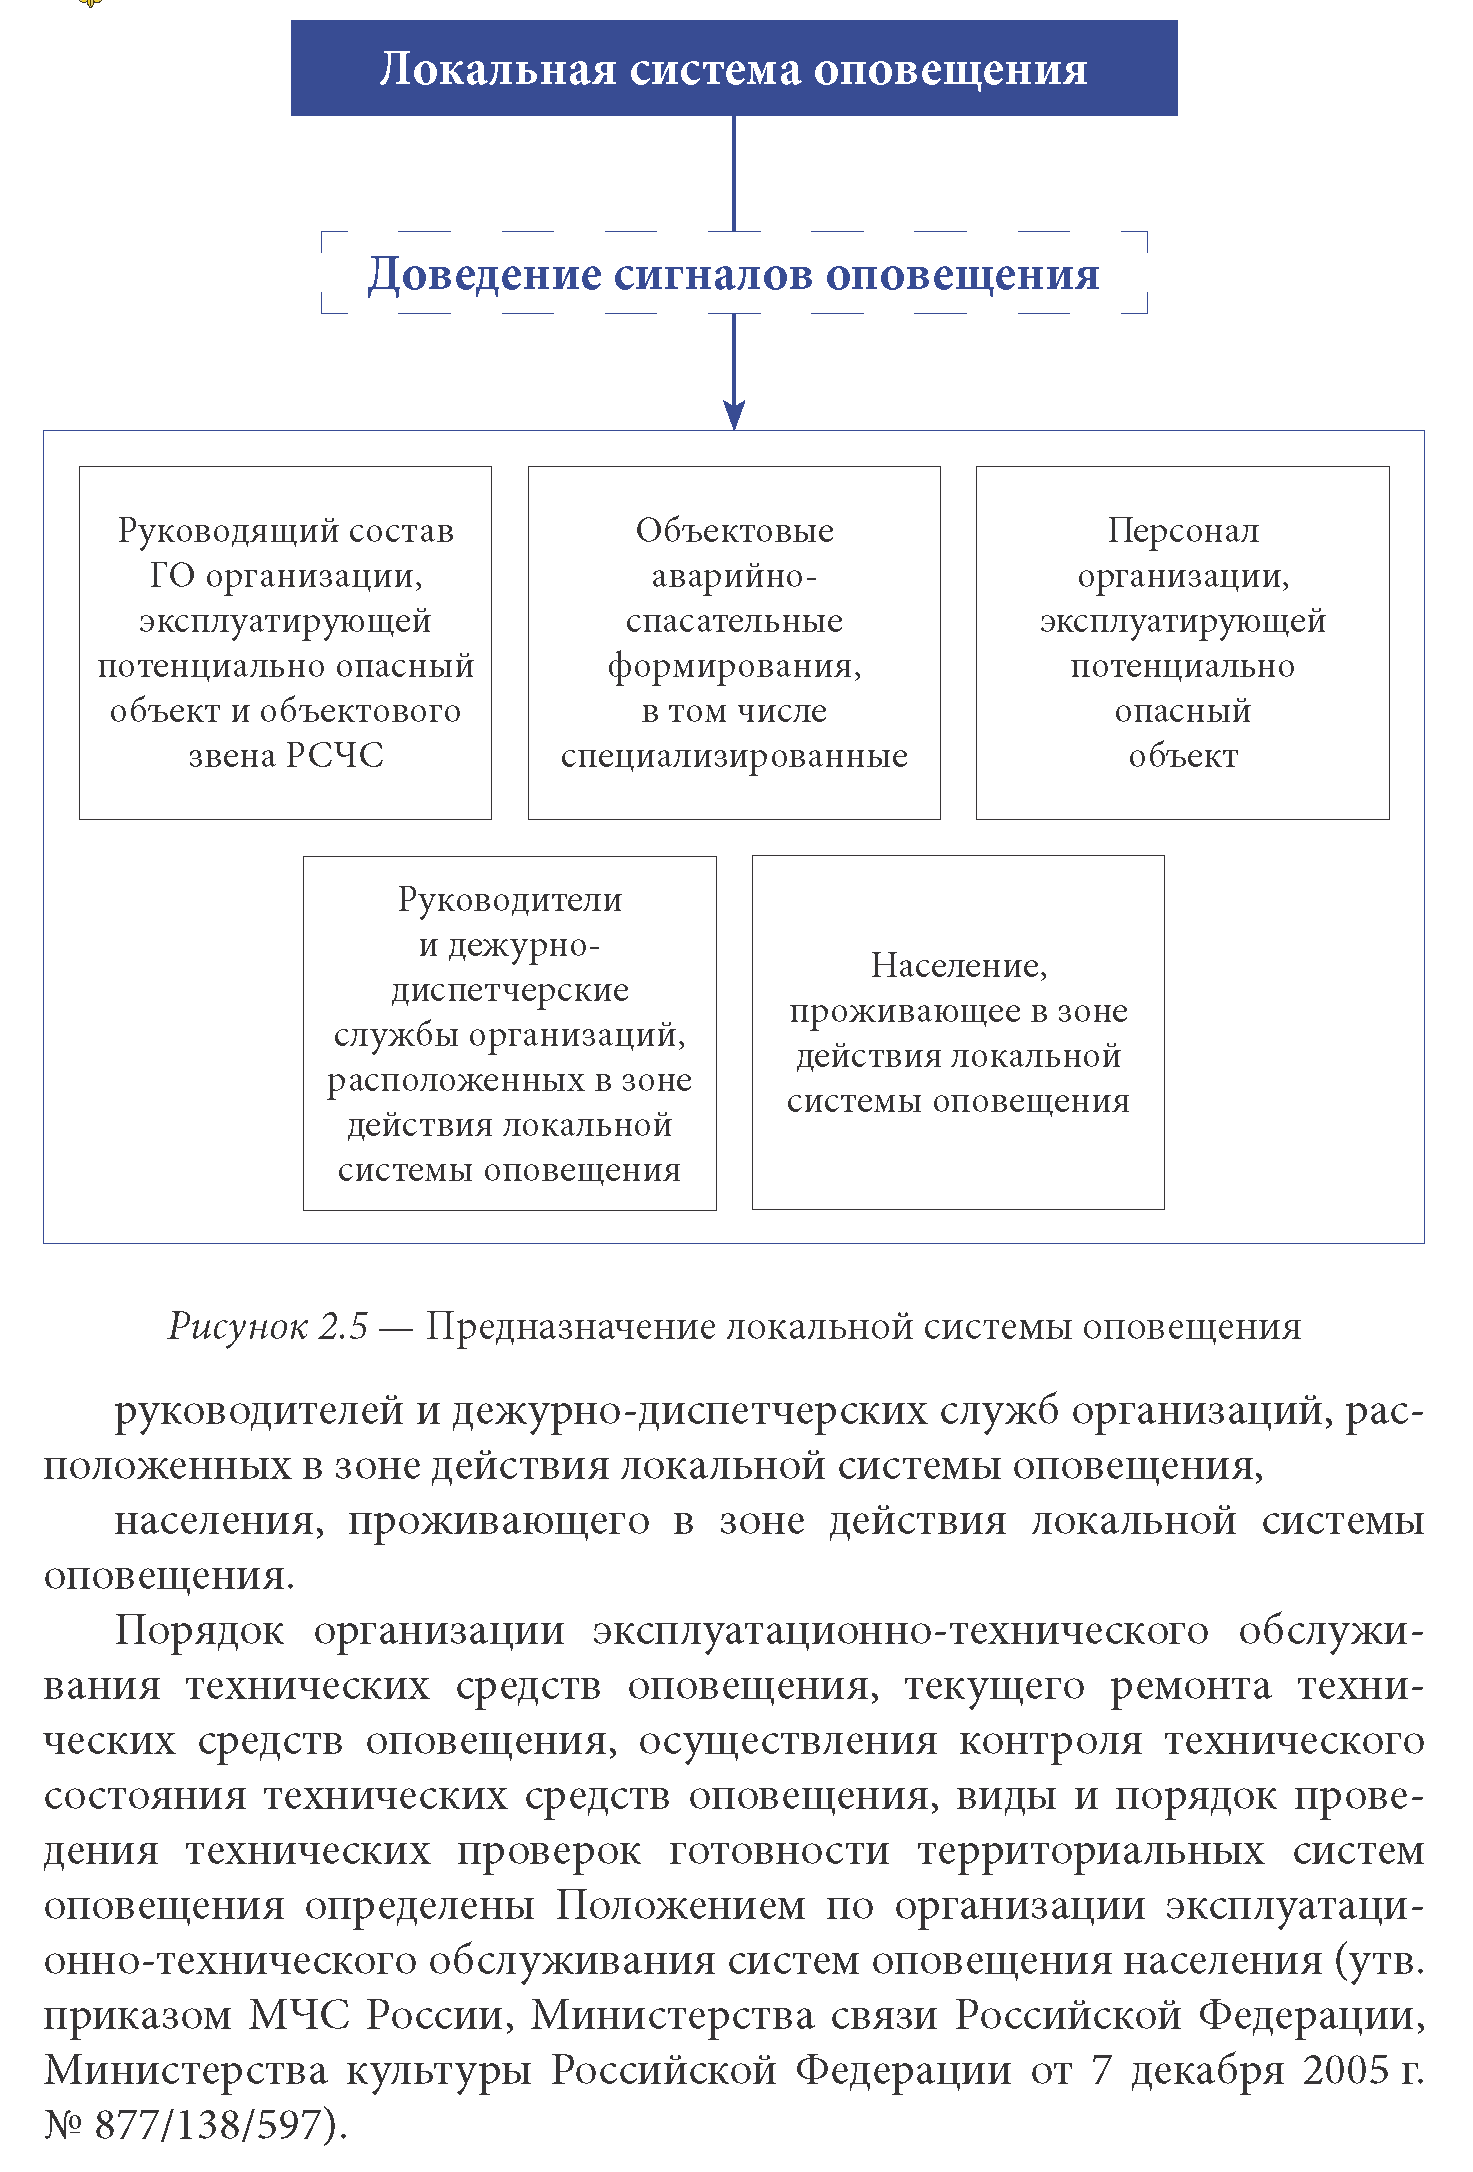 Локальная система оповещения
Доведение сигналов оповещения
Руководящий состав
ГО организации,
эксплуатирующей
потенциально опасный
объект и объектового
звена РСЧС
Объектовые
аварийно-
спасательные
формирования,
в том числе
специализированные
Персонал
организации,
эксплуатирующей
потенциально
опасный
объект
Руководители
и дежурно-
диспетчерские
службы организаций,
расположенных в зоне
действия локальной
системы оповещения
Население,
проживающее в зоне
действия локальной
системы оповещения
Рисунок 2.5 — Предназначение локальной системы оповещения
руководителей и дежурно-диспетчерских служб организаций, рас-
положенных в зоне действия локальной системы оповещения,
населения, проживающего в зоне действия локальной системы
оповещения.
Порядок организации эксплуатационно-технического обслужи-
вания технических средств оповещения, текущего ремонта техни-
ческих средств оповещения, осуществления контроля технического
состояния технических средств оповещения, виды и порядок прове-
дения технических проверок готовности территориальных систем
оповещения определены Положением по организации эксплуатаци-
онно-технического обслуживания систем оповещения населения (утв.
приказом МЧС России, Министерства связи Российской Федерации,
Министерства культуры Российской Федерации от 7 декабря 2005 г.
№ 877/138/597).